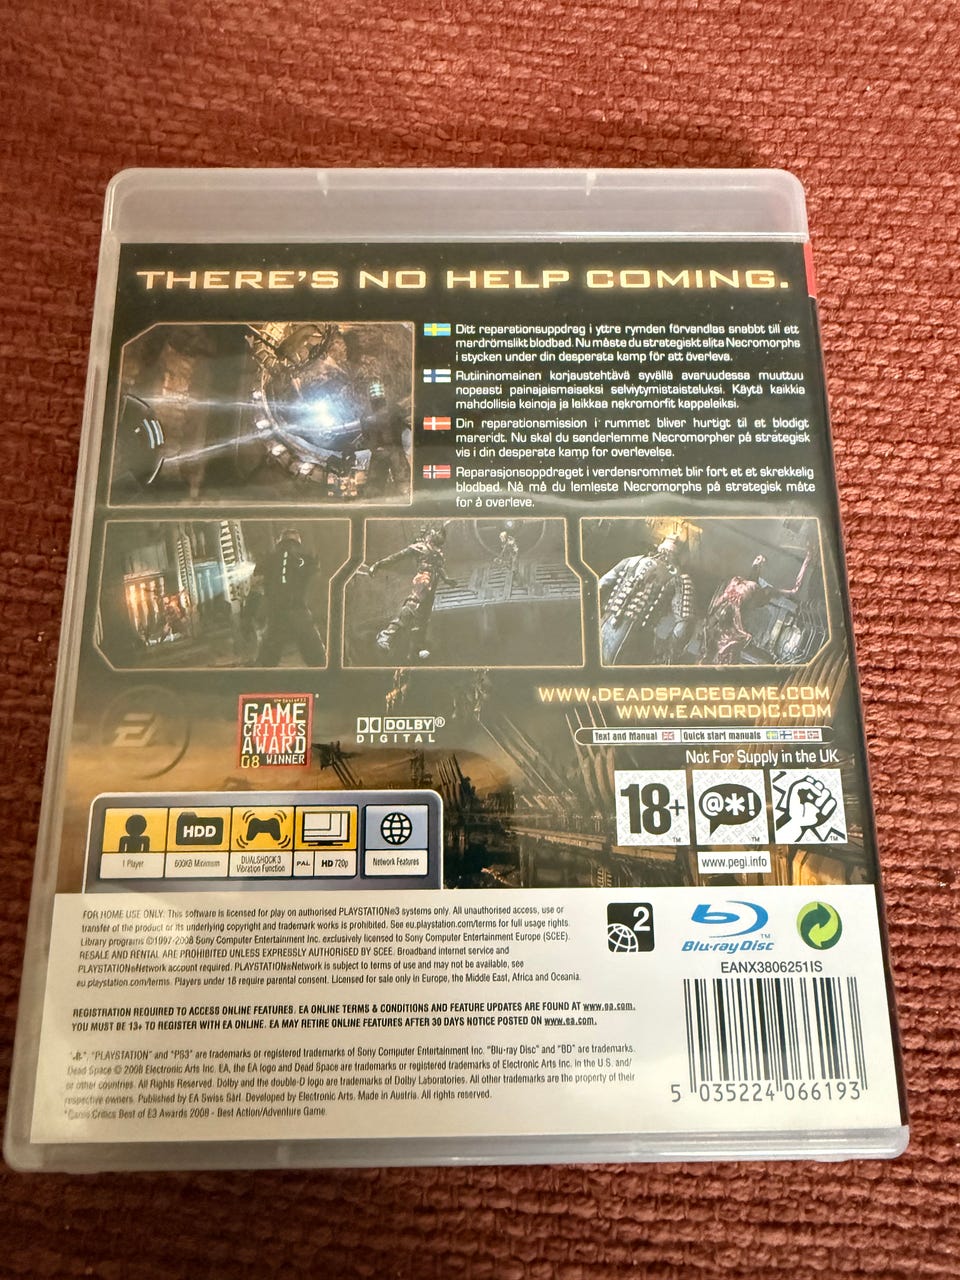 THERE'S NO HELP COMING.
Ditt reparationsuppdrag i yttre rymden förvandlas snabbt till ett
mardrömslikt blodbad. Nu måste du strategiskt slita Necromorphs
i stycken under din desperata kamp för att överleva.
Rutiininomainen korjaustehtävä syvällä avaruudessa muuttuu
nopeasti painajaismaiseksi selviytymistaisteluksi. Käytä kaikkia
mahdollisia keinoja ja leikkaa nekromorfit kappaleiksi.
Din reparationsmission i rummet bliver hurtigt til et blodigt
mareridt. Nu skal du sønderlemme Necromorpher på strategisk
vis i din desperate kamp for overlevelse.
Reparasjonsoppdraget i verdensrommet blir fort et et skrekkelig
blodbad. Nå må du lemleste Necromorphs på strategisk måte
for å overleve.
WWW.DEADSPACEGAME.COM
WWW.EANORDIC.COM
Text and Manual Quick start manuals
Not For Supply in the UK
EA
GAME
CRITICS
AWARD
08 WINNER
DOLBY®
DIGITAL
18+ ™
@*! ™
™
www.pegi.info
HDD
1 Player
600KB Minimum
DUALSHOCK 3
Vibration Function
PAL
HD 720p
Network Features
FOR HOME USE ONLY: This software is licensed for play on authorised PLAYSTATION®3 systems only. All unauthorised access, use or
transfer of the product or its underlying copyright and trademark works is prohibited. See eu.playstation.com/terms for full usage rights.
Library programs ©1997-2008 Sony Computer Entertainment Inc. exclusively licensed to Sony Computer Entertainment Europe (SCEE).
RESALE AND RENTAL ARE PROHIBITED UNLESS EXPRESSLY AUTHORISED BY SCEE. Broadband internet service and
PLAYSTATION®Network account required. PLAYSTATION®Network is subject to terms of use and may not be available, see
eu.playstation.com/terms. Players under 18 require parental consent. Licensed for sale only in Europe, the Middle East, Africa and Oceania.
REGISTRATION REQUIRED TO ACCESS ONLINE FEATURES. EA ONLINE TERMS & CONDITIONS AND FEATURE UPDATES ARE FOUND AT www.ea.com.
YOU MUST BE 13+ TO REGISTER WITH EA ONLINE. EA MAY RETIRE ONLINE FEATURES AFTER 30 DAYS NOTICE POSTED ON www.ea.com.
"PLAYSTATION" and "PS3" are trademarks or registered trademarks of Sony Computer Entertainment Inc. "Blu-ray Disc" and "BD" are trademarks.
Dead Space © 2008 Electronic Arts Inc. EA, the EA logo and Dead Space are trademarks or registered trademarks of Electronic Arts Inc. in the U.S. and/
or other countries. All Rights Reserved. Dolby and the double-D logo are trademarks of Dolby Laboratories. All other trademarks are the property of their
respective owners. Published by EA Swiss Sàrl. Developed by Electronic Arts. Made in Austria. All rights reserved.
*Game Critics Best of E3 Awards 2008 - Best Action/Adventure Game.
2
Blu-ray Disc ™
EANX3806251IS
5 035224 066193